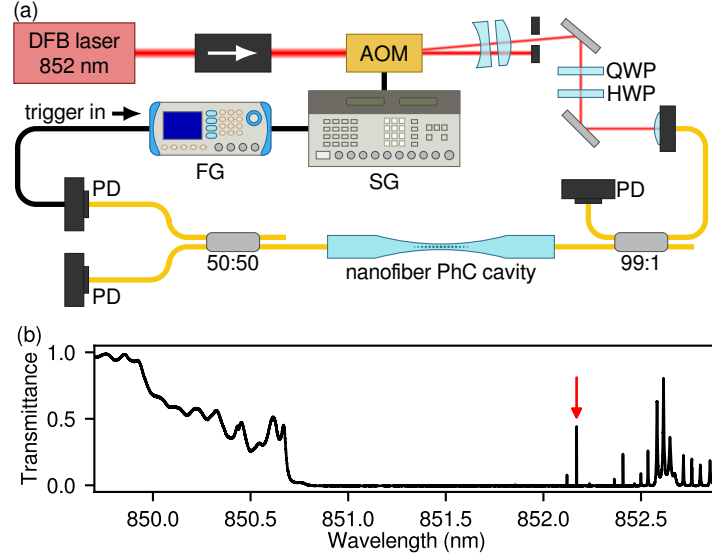 (a)
DFB laser
852 nm
AOM
QWP
HWP
trigger in
FG
SG
PD
PD
PD
50:50
nanofiber PhC cavity
99:1
(b)
Transmittance
1.0
0.5
0.0
850.0
850.5
851.0
851.5
852.0
852.5
Wavelength (nm)